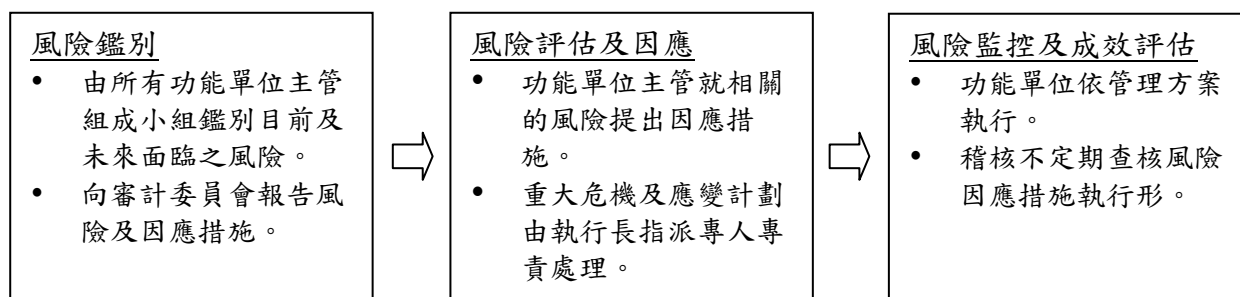 風險鑑別
• 由所有功能單位主管
組成小組鑑別目前及
未來面臨之風險。
• 向審計委員會報告風
險及因應措施。
風險評估及因應
• 功能單位主管就相關
的風險提出因應措
施。
• 重大危機及應變計劃
由執行長指派專人專
責處理。
風險監控及成效評估
• 功能單位依管理方案
執行。
• 稽核不定期查核風險
因應措施執行形。